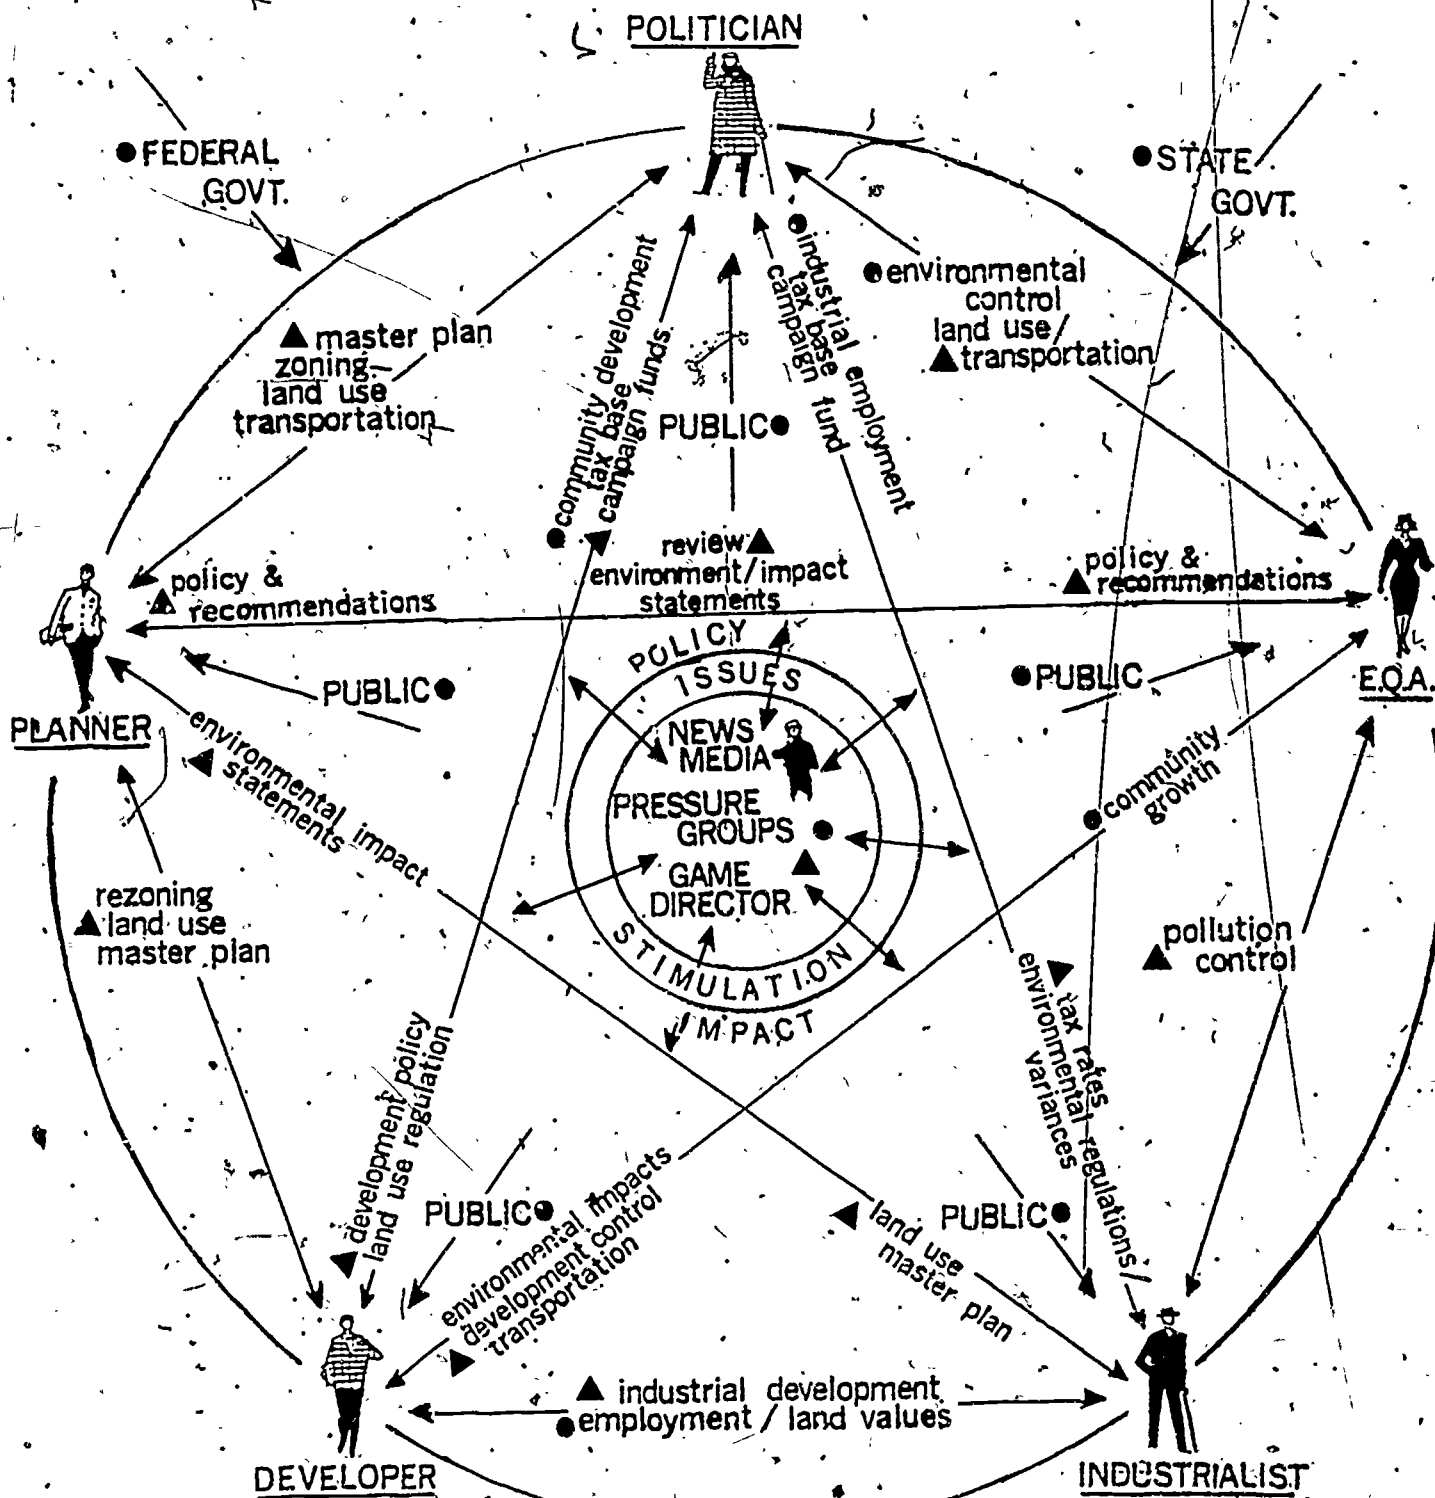 POLITICIAN
FEDERAL
GOVT.
STATE
GOVT.
master plan
zoning
land use
transportation
community development
tax base
campaign funds
industrial employment
tax base
campaign fund
environmental
control
land use/
transportation
PUBLIC
review
environment/impact
statements
policy &
recommendations
policy &
recommendations
PUBLIC
PUBLIC
PLANNER
E.Q.A.
POLICY
ISSUES
NEWS
MEDIA
PRESSURE
GROUPS
GAME
DIRECTOR
STIMULATION
IMPACT
environmental impact
statements
community
growth
rezoning
land use
master plan
pollution
control
development policy
land use regulation
tax rates
environmental regulations/
variances
PUBLIC
environmental impacts
development control
transportation
land use
master plan
PUBLIC
industrial development
employment / land values
DEVELOPER
INDUSTRIALIST